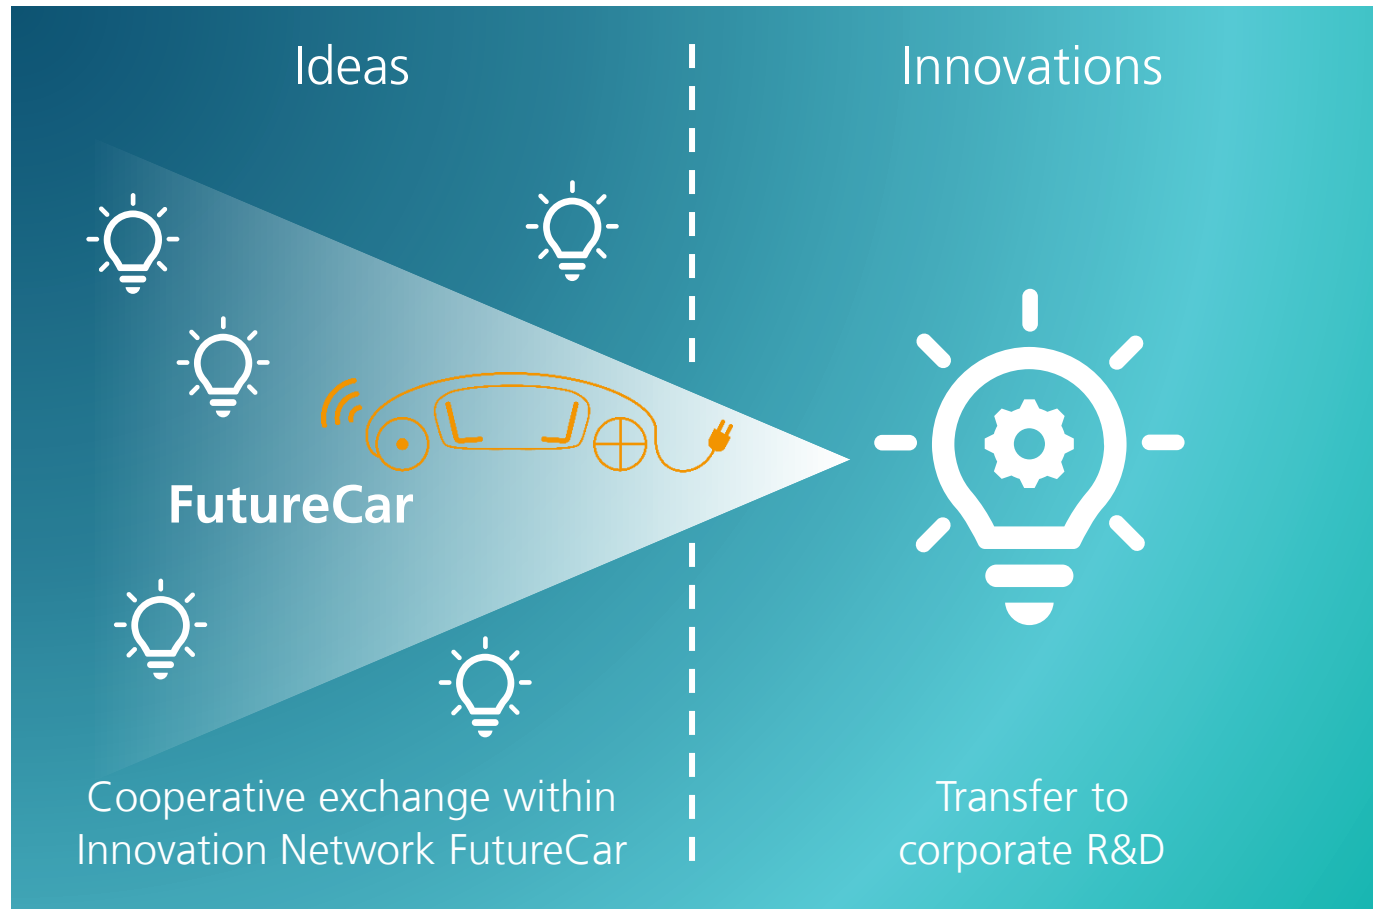 Ideas
Innovations
FutureCar
Cooperative exchange within
Innovation Network FutureCar
Transfer to
corporate R&D